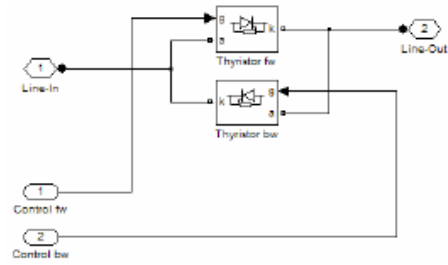 g
k
2
a
Line-Out
1
Thyristor fw
Line-In
g
k
a
Thyristor bw
1
Control fw
2
Control bw